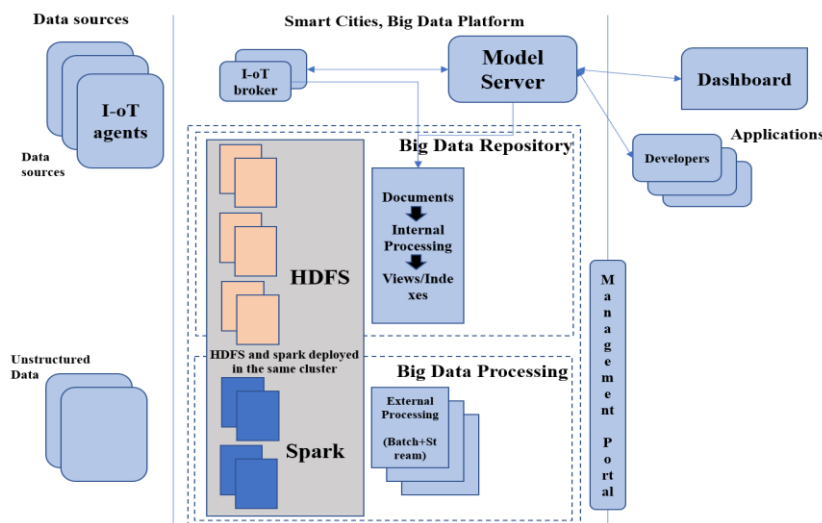 Data sources
Smart Cities, Big Data Platform
I-oT
agents
Data
sources
I-oT
broker
Model
Server
Dashboard
Applications
Developers
Big Data Repository
Documents
Internal
Processing
Views/Inde
xes
HDFS
HDFS and spark deployed
in the same cluster
Unstructured
Data
Big Data Processing
External
Processing
(Batch+St
ream)
Spark
M
a
n
a
g
e
m
e
n
t
P
o
r
t
a
l